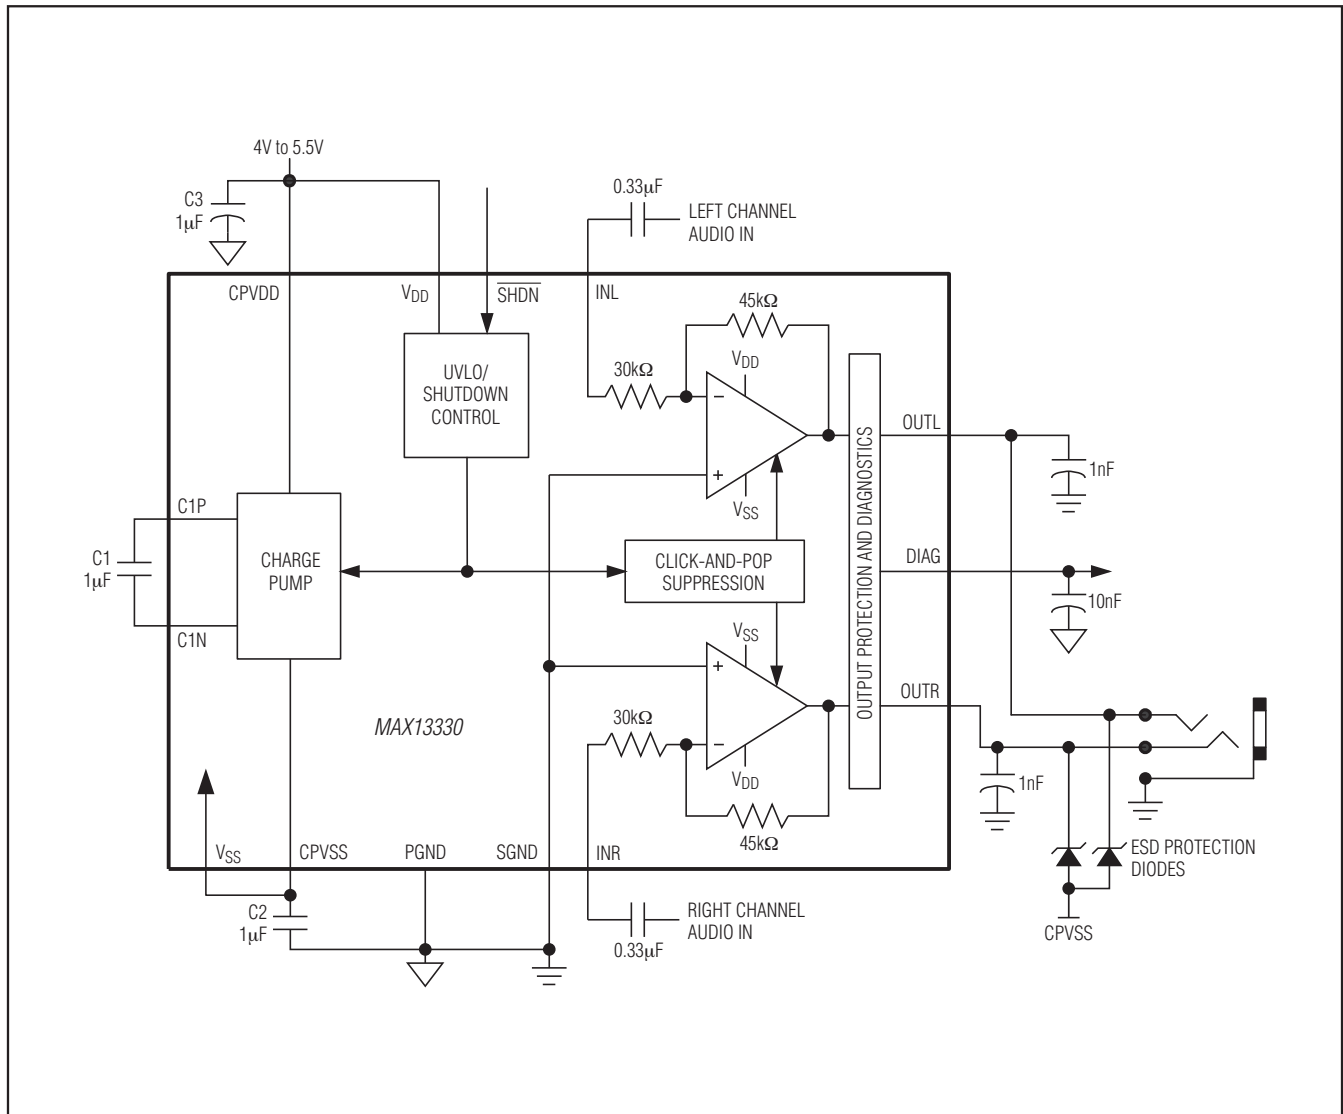 4V to 5.5V
C3
1μF
0.33μF
LEFT CHANNEL
AUDIO IN
CPVDD
VDD
SHDN
INL
45kΩ
30kΩ
VDD
UVLO/
SHUTDOWN
CONTROL
−
+
VSS
OUTL
1nF
C1P
C1
1μF
C1N
CHARGE
PUMP
CLICK-AND-POP
SUPPRESSION
OUTPUT PROTECTION AND DIAGNOSTICS
DIAG
10nF
VSS
+
−
VDD
OUTR
MAX13330
30kΩ
45kΩ
1nF
VSS
CPVSS
PGND
SGND
INR
ESD PROTECTION
DIODES
CPVSS
C2
1μF
RIGHT CHANNEL
AUDIO IN
0.33μF